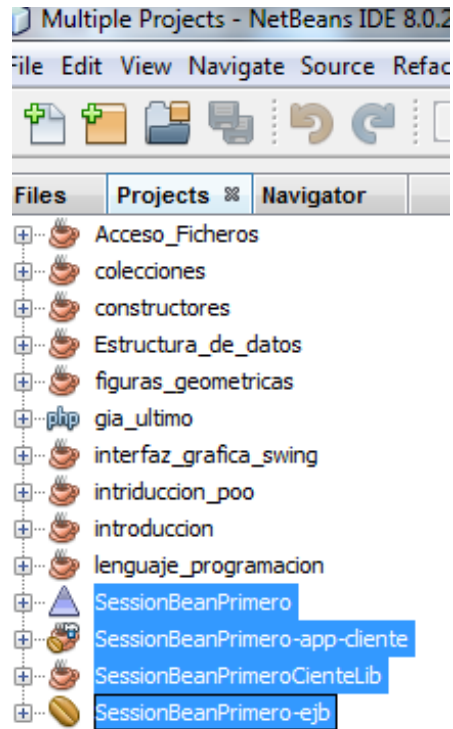 Multiple Projects - NetBeans IDE 8.0.2
File Edit View Navigate Source Refac
Files Projects Navigator
Acceso_Ficheros
colecciones
constructores
Estructura_de_datos
figuras_geometricas
php gia_ultimo
interfaz_grafica_swing
intriduccion_poo
introduccion
lenguaje_programacion
SessionBeanPrimero
SessionBeanPrimero-app-cliente
SessionBeanPrimeroCienteLib
SessionBeanPrimero-ejb